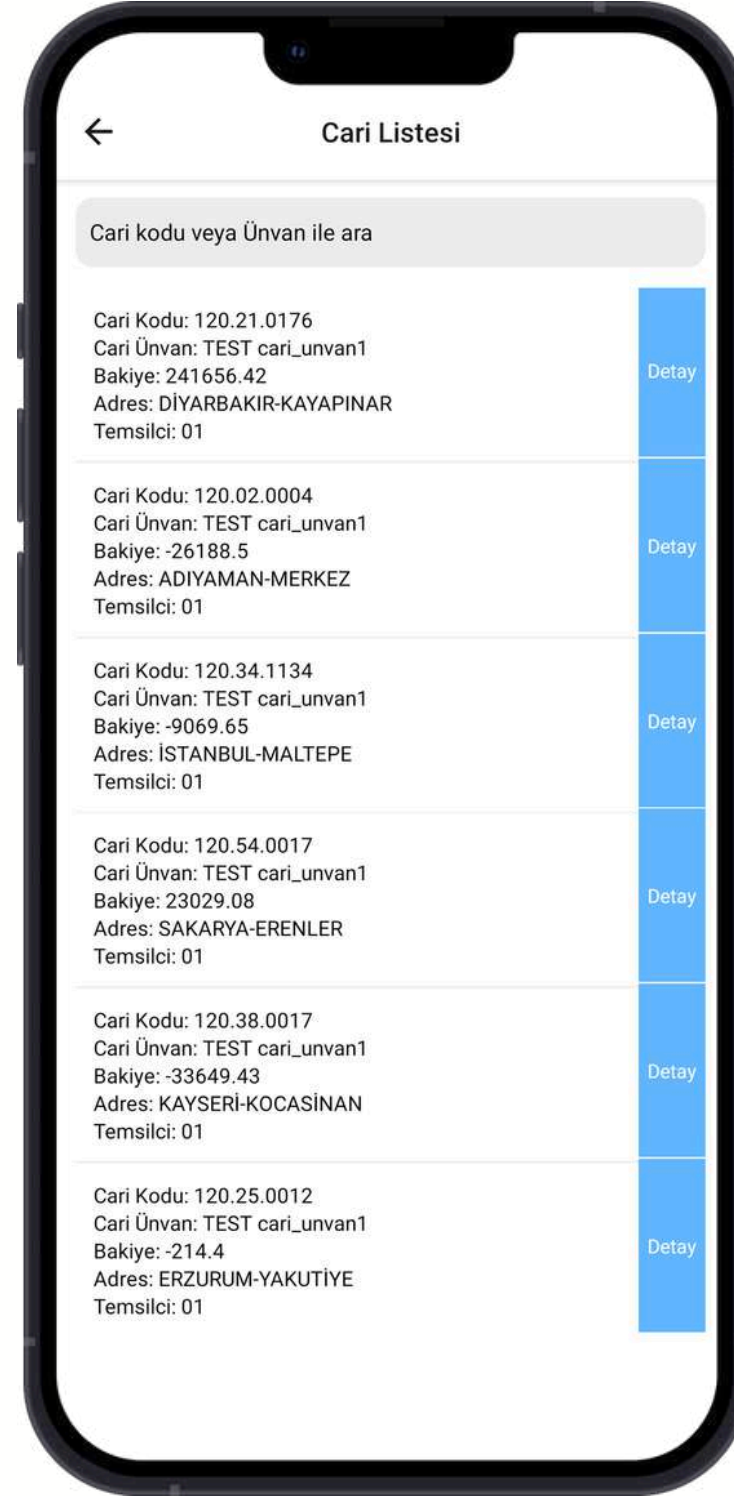 Cari Listesi
Cari kodu veya Ünvan ile ara
Cari Kodu: 120.21.0176
Cari Ünvan: TEST cari_unvan1
Bakiye: 241656.42
Adres: DİYARBAKIR-KAYAPINAR
Temsilci: 01
Detay
Cari Kodu: 120.02.0004
Cari Ünvan: TEST cari_unvan1
Bakiye: -26188.5
Adres: ADIYAMAN-MERKEZ
Temsilci: 01
Detay
Cari Kodu: 120.34.1134
Cari Ünvan: TEST cari_unvan1
Bakiye: -9069.65
Adres: İSTANBUL-MALTEPE
Temsilci: 01
Detay
Cari Kodu: 120.54.0017
Cari Ünvan: TEST cari_unvan1
Bakiye: 23029.08
Adres: SAKARYA-ERENLER
Temsilci: 01
Detay
Cari Kodu: 120.38.0017
Cari Ünvan: TEST cari_unvan1
Bakiye: -33649.43
Adres: KAYSERİ-KOCASİNAN
Temsilci: 01
Detay
Cari Kodu: 120.25.0012
Cari Ünvan: TEST cari_unvan1
Bakiye: -214.4
Adres: ERZURUM-YAKUTİYE
Temsilci: 01
Detay